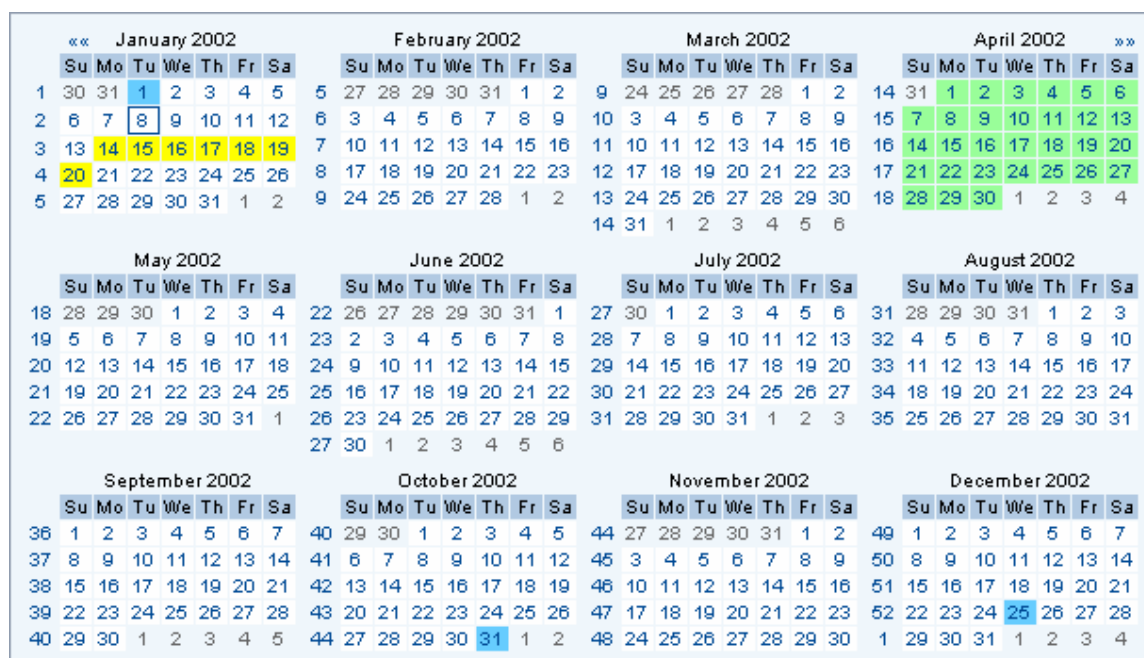 «« January 2002 February 2002 March 2002 April 2002 »»
Su Mo Tu We Th Fr Sa Su Mo Tu We Th Fr Sa Su Mo Tu We Th Fr Sa Su Mo Tu We Th Fr Sa
1 30 31 1 2 3 4 5 5 27 28 29 30 31 1 2 9 24 25 26 27 28 1 2 14 31 1 2 3 4 5 6
2 6 7 8 9 10 11 12 6 3 4 5 6 7 8 9 10 3 4 5 6 7 8 9 15 7 8 9 10 11 12 13
3 13 14 15 16 17 18 19 7 10 11 12 13 14 15 16 11 10 11 12 13 14 15 16 16 14 15 16 17 18 19 20
4 20 21 22 23 24 25 26 8 17 18 19 20 21 22 23 12 17 18 19 20 21 22 23 17 21 22 23 24 25 26 27
5 27 28 29 30 31 1 2 9 24 25 26 27 28 1 2 13 24 25 26 27 28 29 30 18 28 29 30 1 2 3 4
14 31 1 2 3 4 5 6
May 2002 June 2002 July 2002 August 2002
Su Mo Tu We Th Fr Sa Su Mo Tu We Th Fr Sa Su Mo Tu We Th Fr Sa Su Mo Tu We Th Fr Sa
18 28 29 30 1 2 3 4 22 26 27 28 29 30 31 1 27 30 1 2 3 4 5 6 31 28 29 30 31 1 2 3
19 5 6 7 8 9 10 11 23 2 3 4 5 6 7 8 28 7 8 9 10 11 12 13 32 4 5 6 7 8 9 10
20 12 13 14 15 16 17 18 24 9 10 11 12 13 14 15 29 14 15 16 17 18 19 20 33 11 12 13 14 15 16 17
21 19 20 21 22 23 24 25 25 16 17 18 19 20 21 22 30 21 22 23 24 25 26 27 34 18 19 20 21 22 23 24
22 26 27 28 29 30 31 1 26 23 24 25 26 27 28 29 31 28 29 30 31 1 2 3 35 25 26 27 28 29 30 31
27 30 1 2 3 4 5 6
September 2002 October 2002 November 2002 December 2002
Su Mo Tu We Th Fr Sa Su Mo Tu We Th Fr Sa Su Mo Tu We Th Fr Sa Su Mo Tu We Th Fr Sa
36 1 2 3 4 5 6 7 40 29 30 1 2 3 4 5 44 27 28 29 30 31 1 2 49 1 2 3 4 5 6 7
37 8 9 10 11 12 13 14 41 6 7 8 9 10 11 12 45 3 4 5 6 7 8 9 50 8 9 10 11 12 13 14
38 15 16 17 18 19 20 21 42 13 14 15 16 17 18 19 46 10 11 12 13 14 15 16 51 15 16 17 18 19 20 21
39 22 23 24 25 26 27 28 43 20 21 22 23 24 25 26 47 17 18 19 20 21 22 23 52 22 23 24 25 26 27 28
40 29 30 1 2 3 4 5 44 27 28 29 30 31 1 2 48 24 25 26 27 28 29 30 1 29 30 31 1 2 3 4